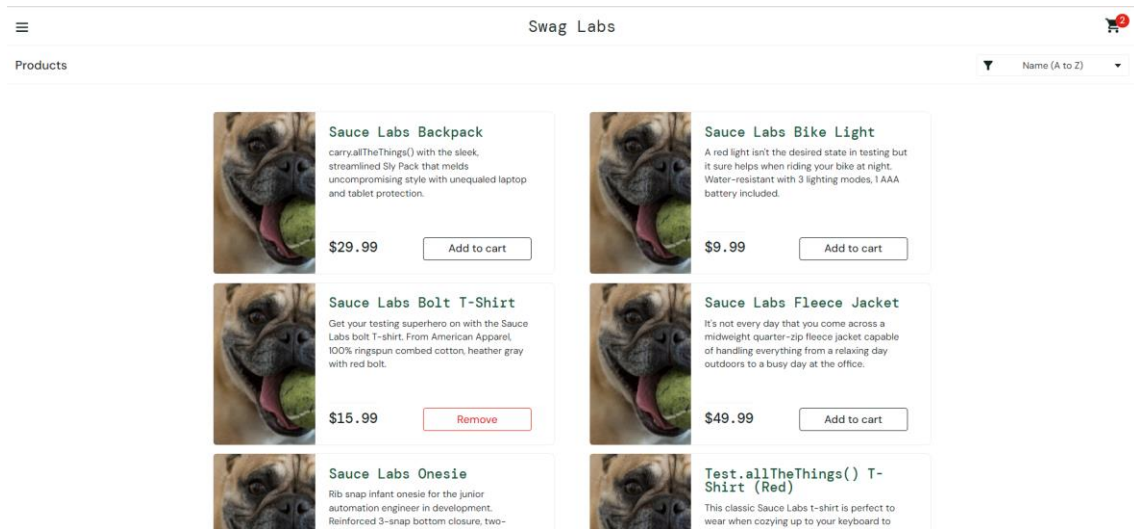 Swag Labs
2
Products
Name (A to Z)
Sauce Labs Backpack
carry.allTheThings() with the sleek,
streamlined Sly Pack that melds
uncompromising style with unequaled laptop
and tablet protection.
$29.99
Add to cart
Sauce Labs Bike Light
A red light isn't the desired state in testing but
it sure helps when riding your bike at night.
Water-resistant with 3 lighting modes, 1 AAA
battery included.
$9.99
Add to cart
Sauce Labs Bolt T-Shirt
Get your testing superhero on with the Sauce
Labs bolt T-shirt. From American Apparel,
100% ringspun combed cotton, heather gray
with red bolt.
$15.99
Remove
Sauce Labs Fleece Jacket
It's not every day that you come across a
midweight quarter-zip fleece jacket capable
of handling everything from a relaxing day
outdoors to a busy day at the office.
$49.99
Add to cart
Sauce Labs Onesie
Rib snap infant onesie for the junior
automation engineer in development.
Reinforced 3-snap bottom closure, two-
Test.allTheThings() T-
Shirt (Red)
This classic Sauce Labs t-shirt is perfect to
wear when cozying up to your keyboard to